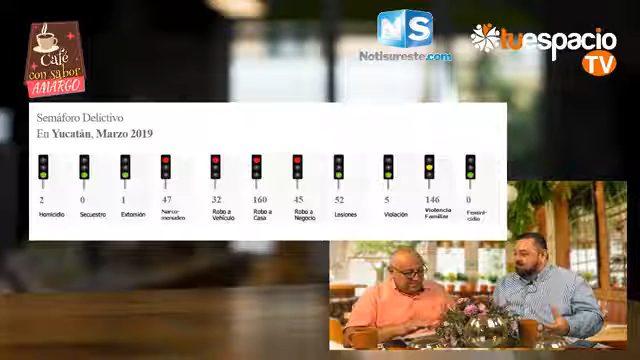 Café
con sabor
AMARGO
NS
Notisureste.com
tuespacio
TV
Semáforo Delictivo
En Yucatán, Marzo 2019
2 0 1 47 32 160 45 52 5 146 0
Homicidio Secuestro Extorsión Narco-menudeo Robo a Vehículo Robo a Casa Robo a Negocio Lesiones Violación Violencia Familiar Femini-cidio